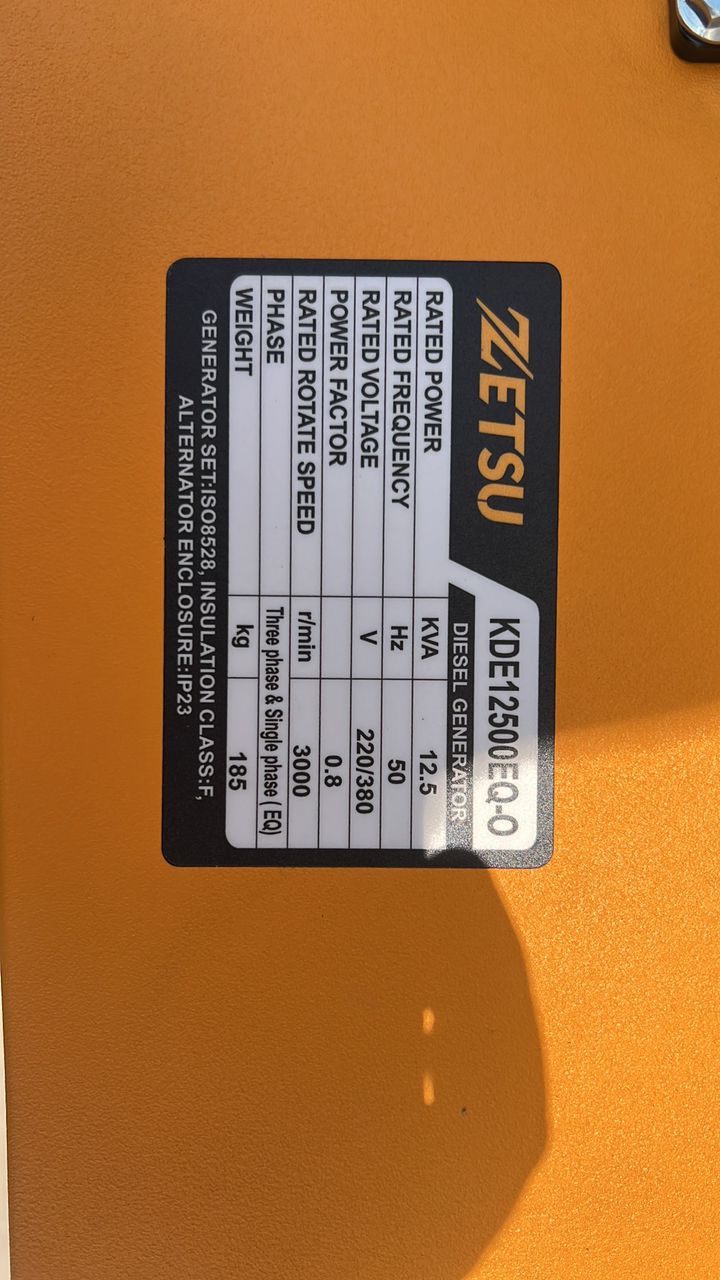 ZETSU
KDE12500EQ-O
DIESEL GENERATOR
RATED POWER KVA 12.5
RATED FREQUENCY Hz 50
RATED VOLTAGE V 220/380
POWER FACTOR 0.8
RATED ROTATE SPEED r/min 3000
PHASE Three phase & Single phase ( EQ)
WEIGHT kg 185
GENERATOR SET:ISO8528, INSULATION CLASS:F,
ALTERNATOR ENCLOSURE:IP23